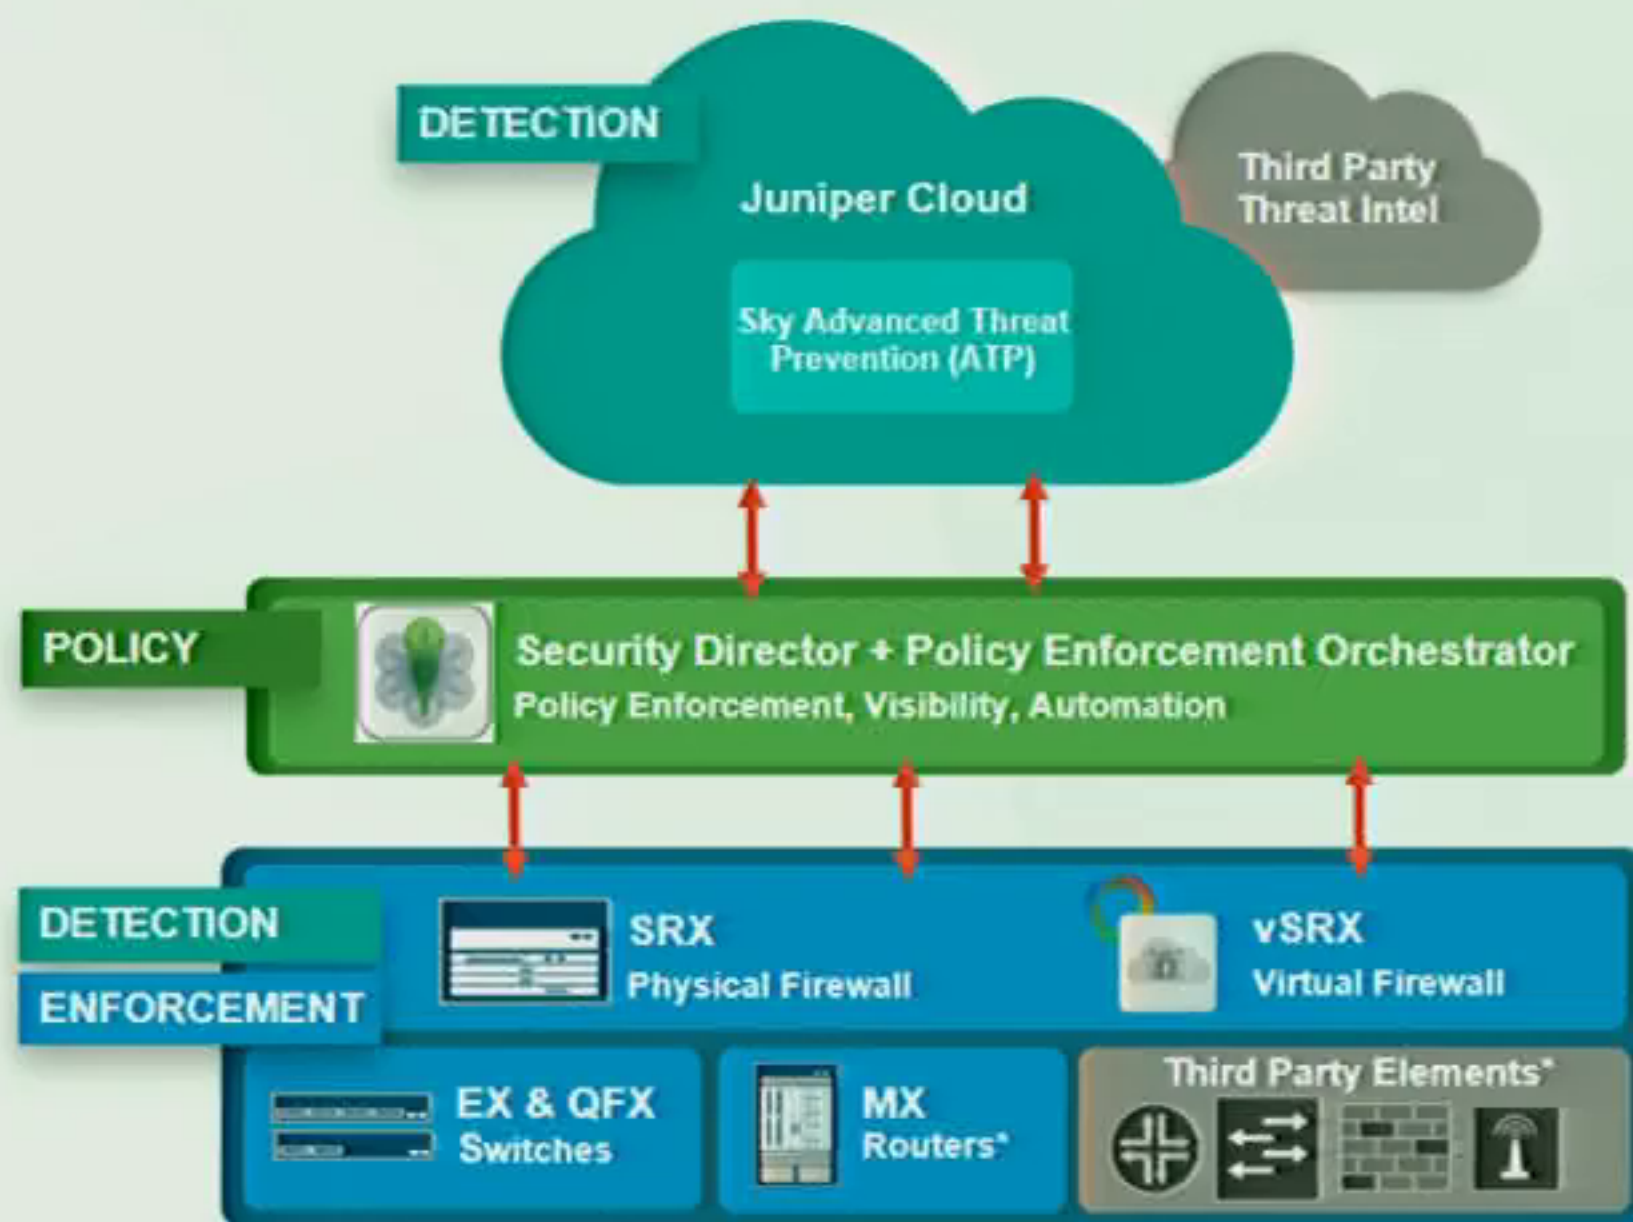 DETECTION
Juniper Cloud
Third Party
Threat Intel
Sky Advanced Threat
Prevention (ATP)
POLICY
Security Director + Policy Enforcement Orchestrator
Policy Enforcement, Visibility, Automation
DETECTION
ENFORCEMENT
SRX
Physical Firewall
vSRX
Virtual Firewall
EX & QFX
Switches
MX
Routers*
Third Party Elements*